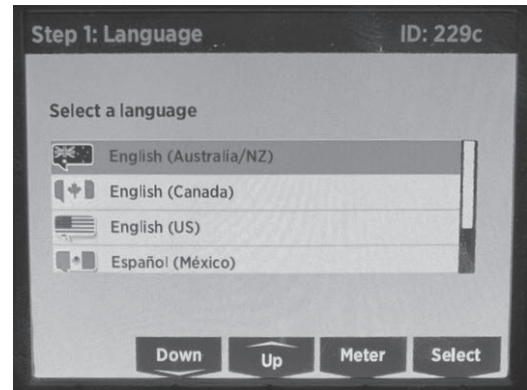 Step 1: Language ID: 229c
Select a language
English (Australia/NZ)
English (Canada)
English (US)
Español (México)
Down Up Meter Select